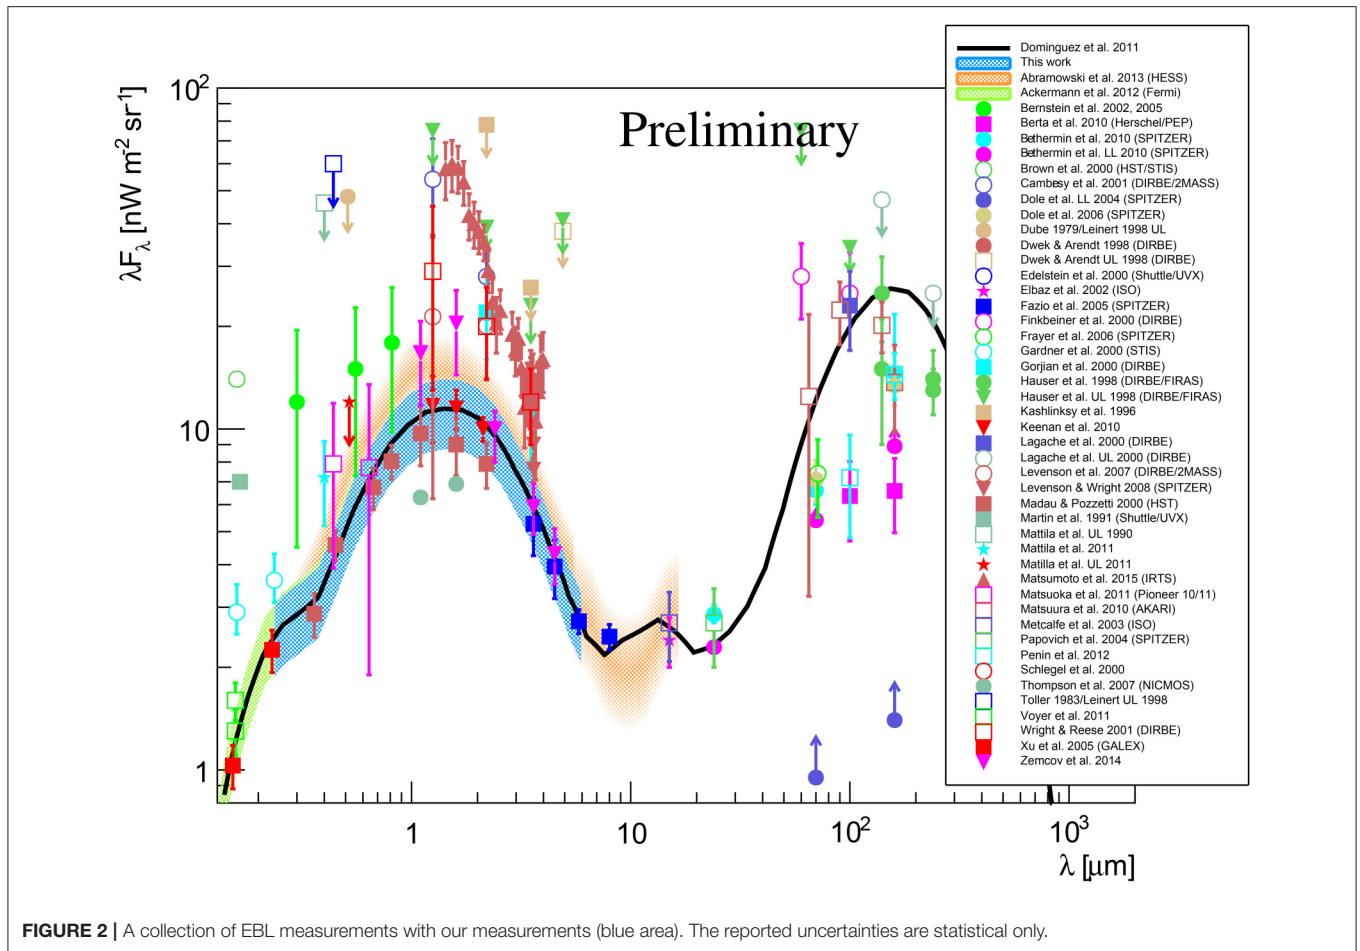 Preliminary
10²
10
1
λFλ [nW m-2 sr-1]
1
10
10²
10³
λ [μm]
Dominguez et al. 2011
This work
Abramowski et al. 2013 (HESS)
Ackermann et al. 2012 (Fermi)
Bernstein et al. 2002, 2005
Berta et al. 2010 (Herschel/PEP)
Bethermin et al. 2010 (SPITZER)
Bethermin et al. LL 2010 (SPITZER)
Brown et al. 2000 (HST/STIS)
Cambesy et al. 2001 (DIRBE/2MASS)
Dole et al. LL 2004 (SPITZER)
Dole et al. 2006 (SPITZER)
Dube 1979/Leinert 1998 UL
Dwek & Arendt 1998 (DIRBE)
Dwek & Arendt UL 1998 (DIRBE)
Edelstein et al. 2000 (Shuttle/UVX)
Elbaz et al. 2002 (ISO)
Fazio et al. 2005 (SPITZER)
Finkbeiner et al. 2000 (DIRBE)
Frayer et al. 2006 (SPITZER)
Gardner et al. 2000 (STIS)
Gorjian et al. 2000 (DIRBE)
Hauser et al. 1998 (DIRBE/FIRAS)
Hauser et al. UL 1998 (DIRBE/FIRAS)
Kashlinksy et al. 1996
Keenan et al. 2010
Lagache et al. 2000 (DIRBE)
Lagache et al. UL 2000 (DIRBE)
Levenson et al. 2007 (DIRBE/2MASS)
Levenson & Wright 2008 (SPITZER)
Madau & Pozzetti 2000 (HST)
Martin et al. 1991 (Shuttle/UVX)
Mattila et al. UL 1990
Mattila et al. 2011
Matilla et al. UL 2011
Matsumoto et al. 2015 (IRTS)
Matsuoka et al. 2011 (Pioneer 10/11)
Matsuura et al. 2010 (AKARI)
Metcalfe et al. 2003 (ISO)
Papovich et al. 2004 (SPITZER)
Penin et al. 2012
Schlegel et al. 2000
Thompson et al. 2007 (NICMOS)
Toller 1983/Leinert UL 1998
Voyer et al. 2011
Wright & Reese 2001 (DIRBE)
Xu et al. 2005 (GALEX)
Zemcov et al. 2014
FIGURE 2 | A collection of EBL measurements with our measurements (blue area). The reported uncertainties are statistical only.